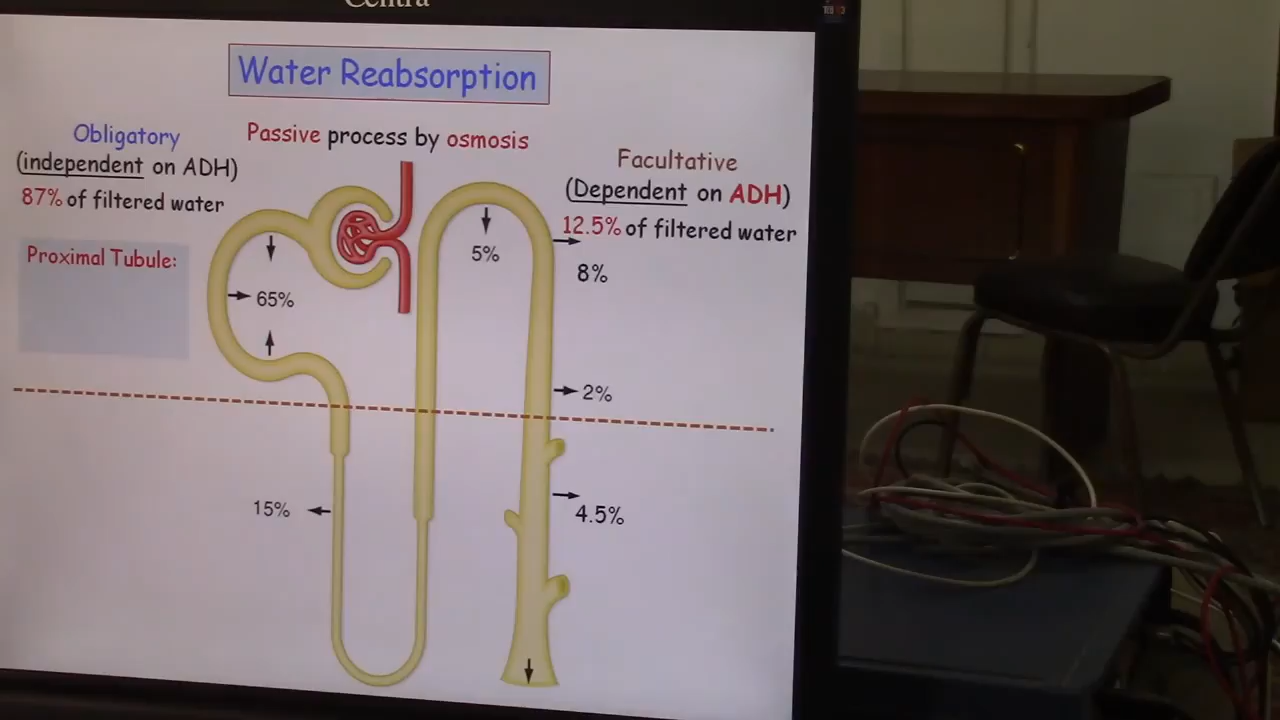 Centra
Water Reabsorption
Obligatory
(independent on ADH)
87% of filtered water
Passive process by osmosis
Facultative
(Dependent on ADH)
12.5% of filtered water
Proximal Tubule:
65%
5%
8%
2%
15%
4.5%